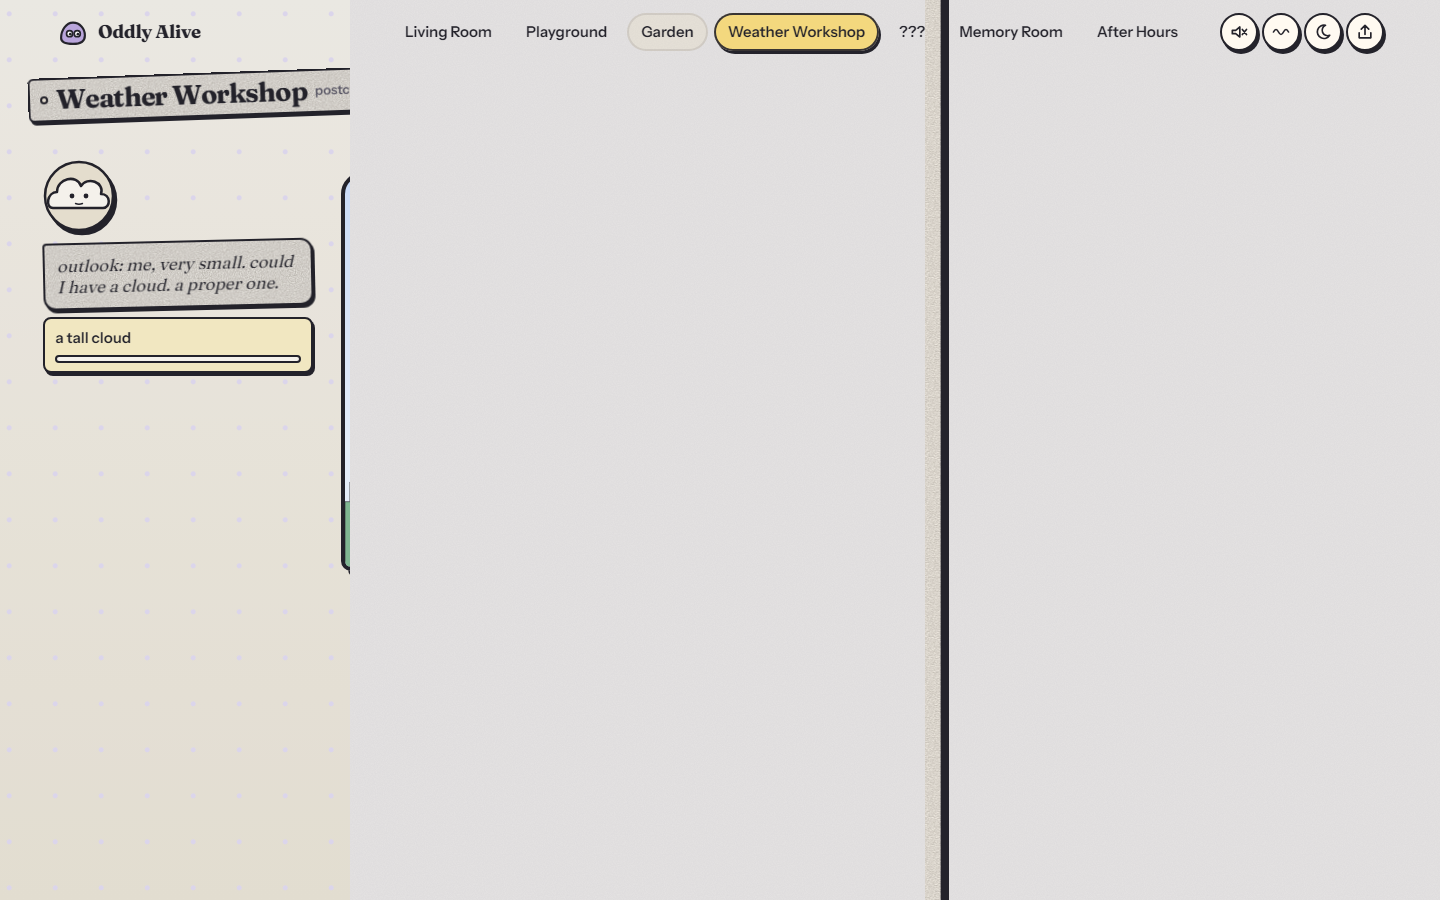 Oddly Alive
Living Room
Playground
Garden
Weather Workshop
???
Memory Room
After Hours
Weather Workshop
outlook: me, very small. could
I have a cloud. a proper one.
a tall cloud